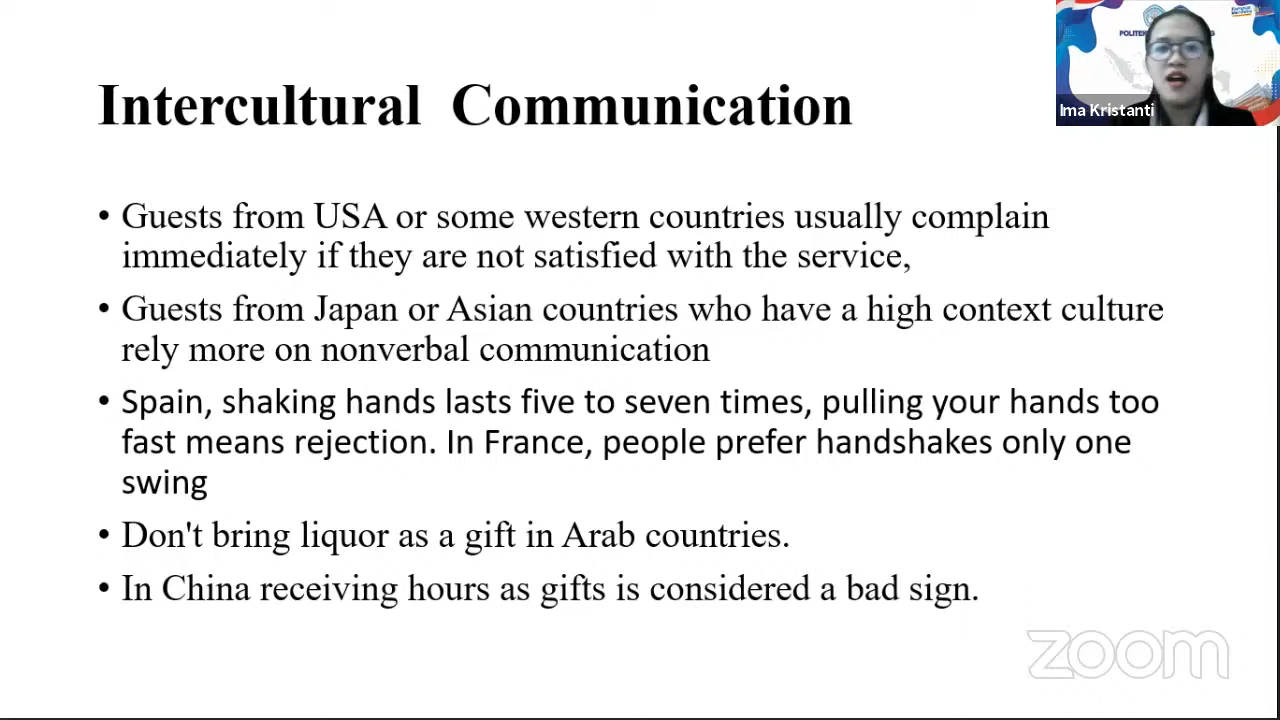 POLITEK
Ima Kristanti
Intercultural Communication
• Guests from USA or some western countries usually complain
immediately if they are not satisfied with the service,
• Guests from Japan or Asian countries who have a high context culture
rely more on nonverbal communication
• Spain, shaking hands lasts five to seven times, pulling your hands too
fast means rejection. In France, people prefer handshakes only one
swing
• Don't bring liquor as a gift in Arab countries.
• In China receiving hours as gifts is considered a bad sign.
zoom